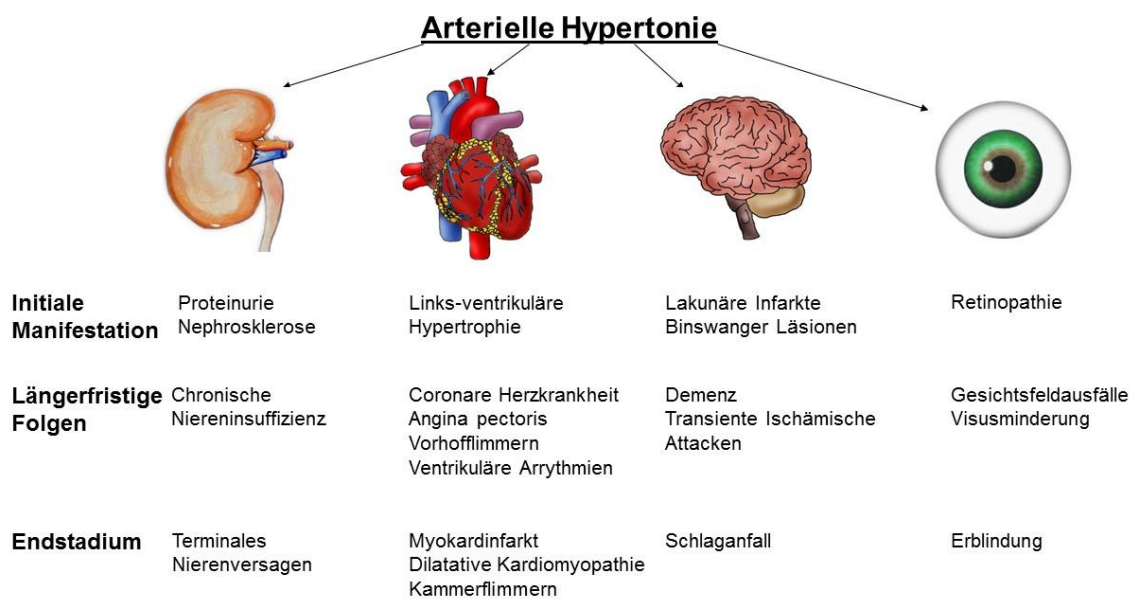 Arterielle Hypertonie
Initiale
Manifestation
Proteinurie
Nephrosklerose
Links-ventrikuläre
Hypertrophie
Lakunäre Infarkte
Binswanger Läsionen
Retinopathie
Längerfristige
Folgen
Chronische
Niereninsuffizienz
Coronare Herzkrankheit
Angina pectoris
Vorhofflimmern
Ventrikuläre Arrythmien
Demenz
Transiente Ischämische
Attacken
Gesichtsfeldausfälle
Visusminderung
Endstadium
Terminales
Nierenversagen
Myokardinfarkt
Dilatative Kardiomyopathie
Kammerflimmern
Schlaganfall
Erblindung